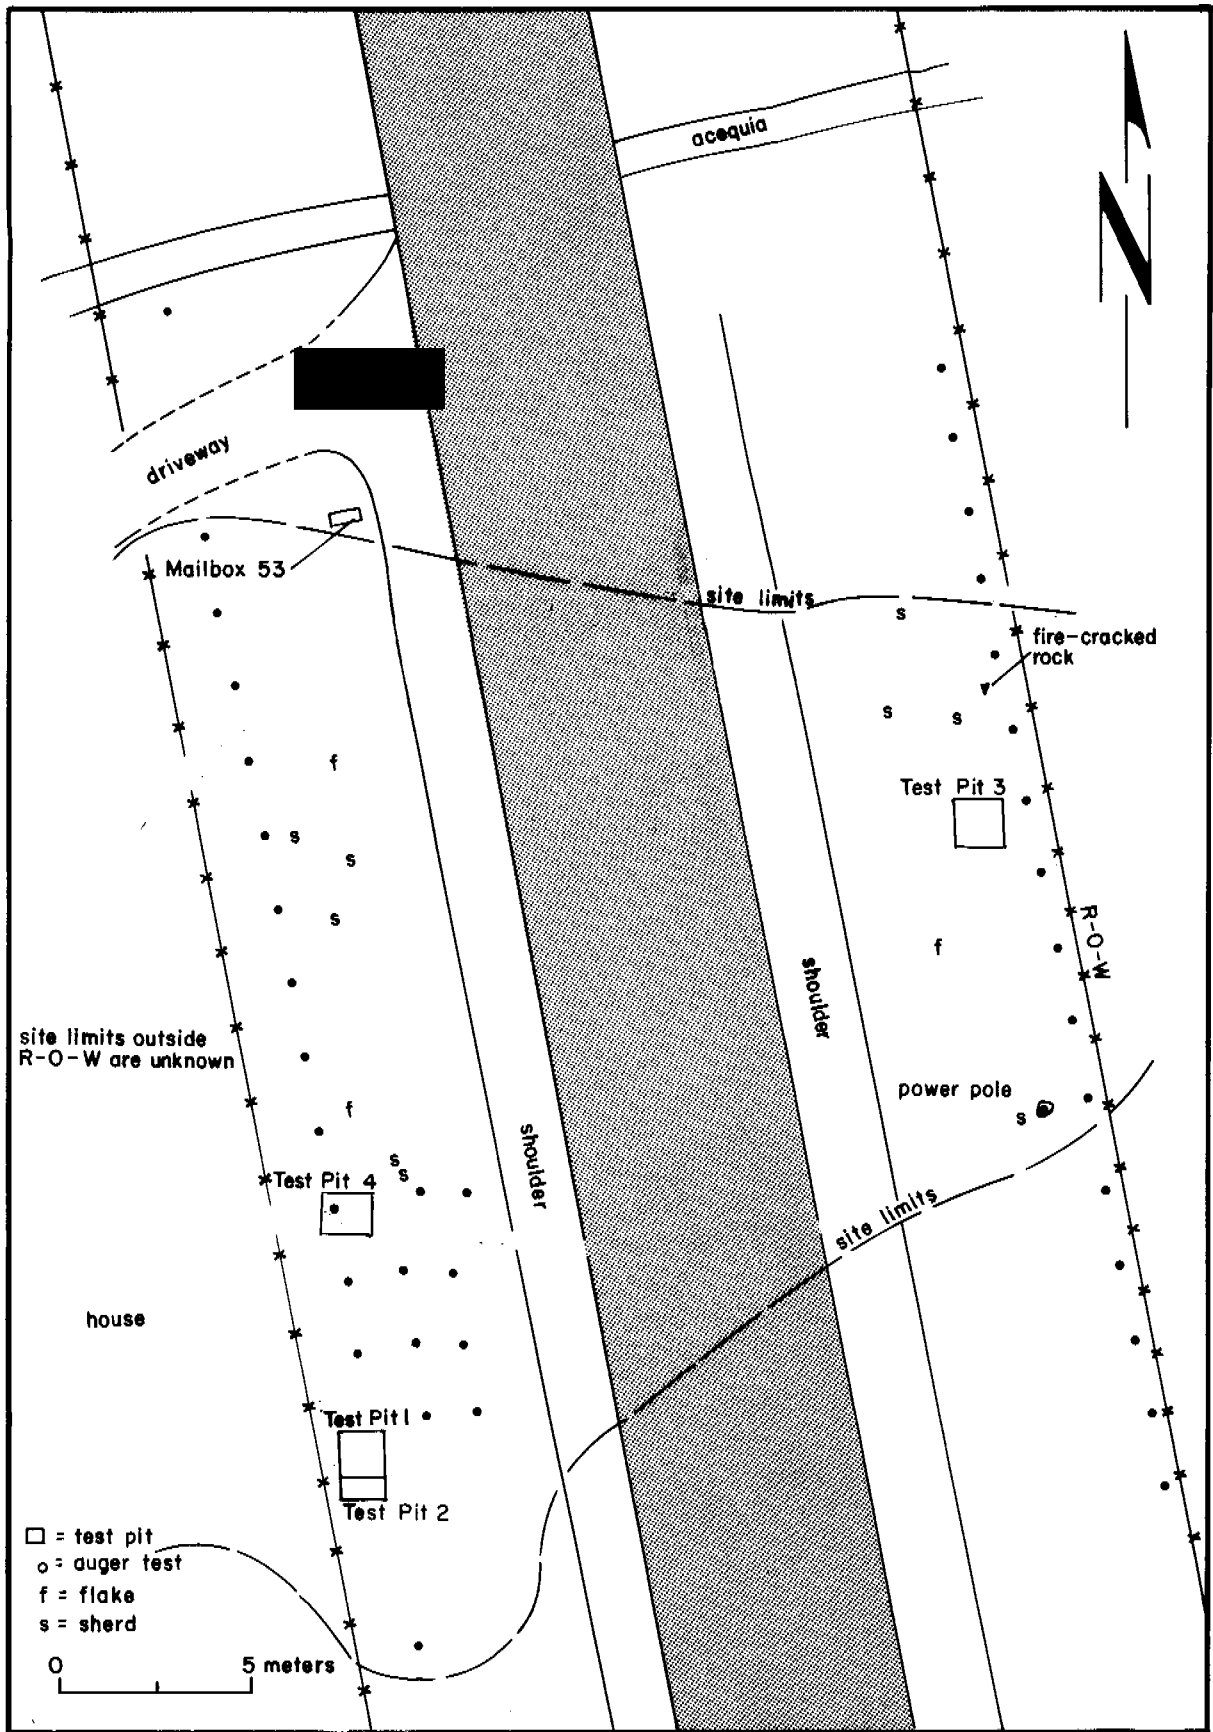 acequia
N
driveway
Mailbox 53
site limits
s
fire-cracked
rock
s
s
f
Test Pit 3
s
s
s
f
R-O-W
shoulder
site limits outside
R-O-W are unknown
power pole
s
f
shoulder
s
s
Test Pit 4
site limits
house
Test Pit 1
Test Pit 2
□ = test pit
o = auger test
f = flake
s = sherd
0 5 meters